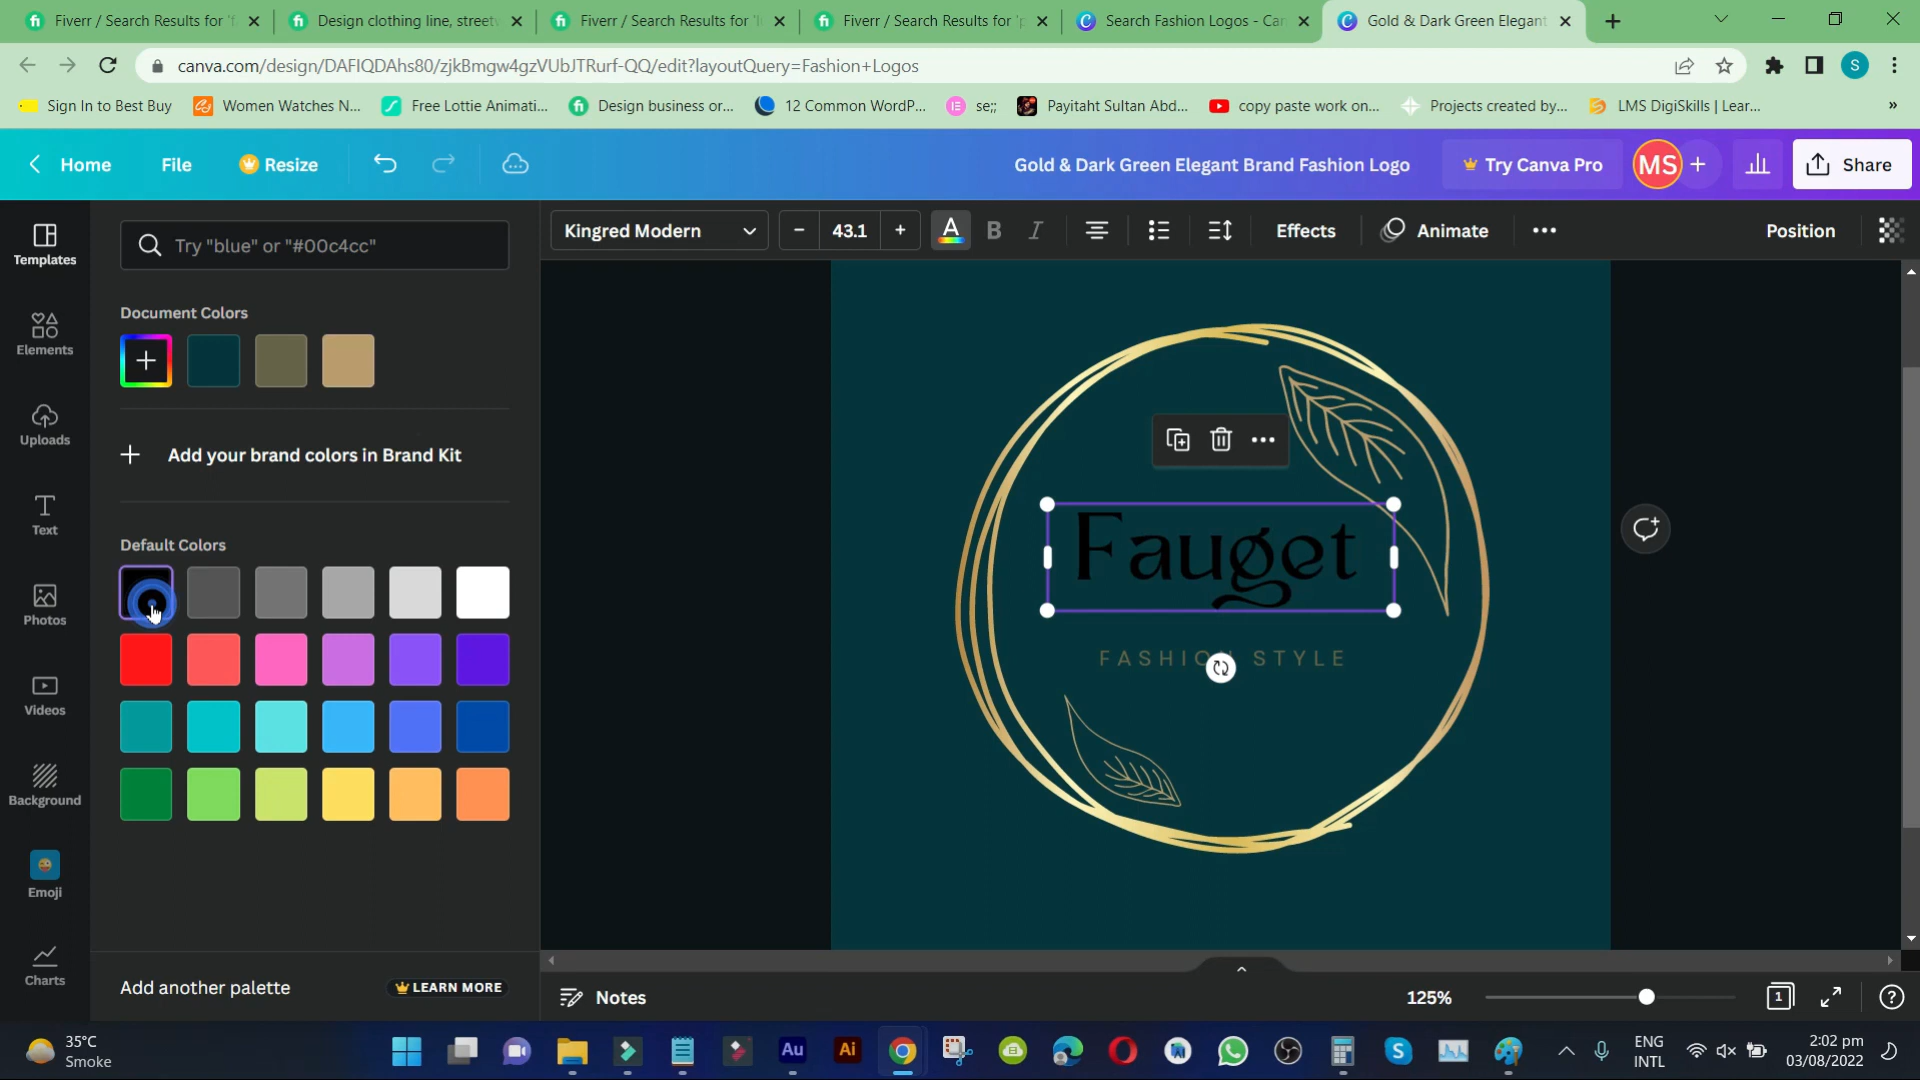 Fiverr / Search Results for 'f
Design clothing line, streetw
Fiverr / Search Results for 'l
Fiverr / Search Results for 'p
Search Fashion Logos - Can
Gold & Dark Green Elegant
canva.com/design/DAFIQDAhs80/zjkBmgw4gzVUbJTRurf-QQ/edit?layoutQuery=Fashion+Logos
S
Sign In to Best Buy
Women Watches N...
Free Lottie Animati...
Design business or...
12 Common WordP...
se;;
Payitaht Sultan Abd...
copy paste work on...
Projects created by...
LMS DigiSkills | Lear...
»
Home
File
Resize
Gold & Dark Green Elegant Brand Fashion Logo
Try Canva Pro
MS
Share
Templates
Elements
Uploads
Text
Photos
Videos
Background
Emoji
Charts
Try "blue" or "#00c4cc"
Document Colors
Add your brand colors in Brand Kit
Default Colors
Add another palette
LEARN MORE
Kingred Modern
43.1
A
B
I
Effects
Animate
Position
Fauget
FASHION STYLE
Notes
125%
1
35°C
Smoke
Au
Ai
ENG
INTL
2:02 pm
03/08/2022